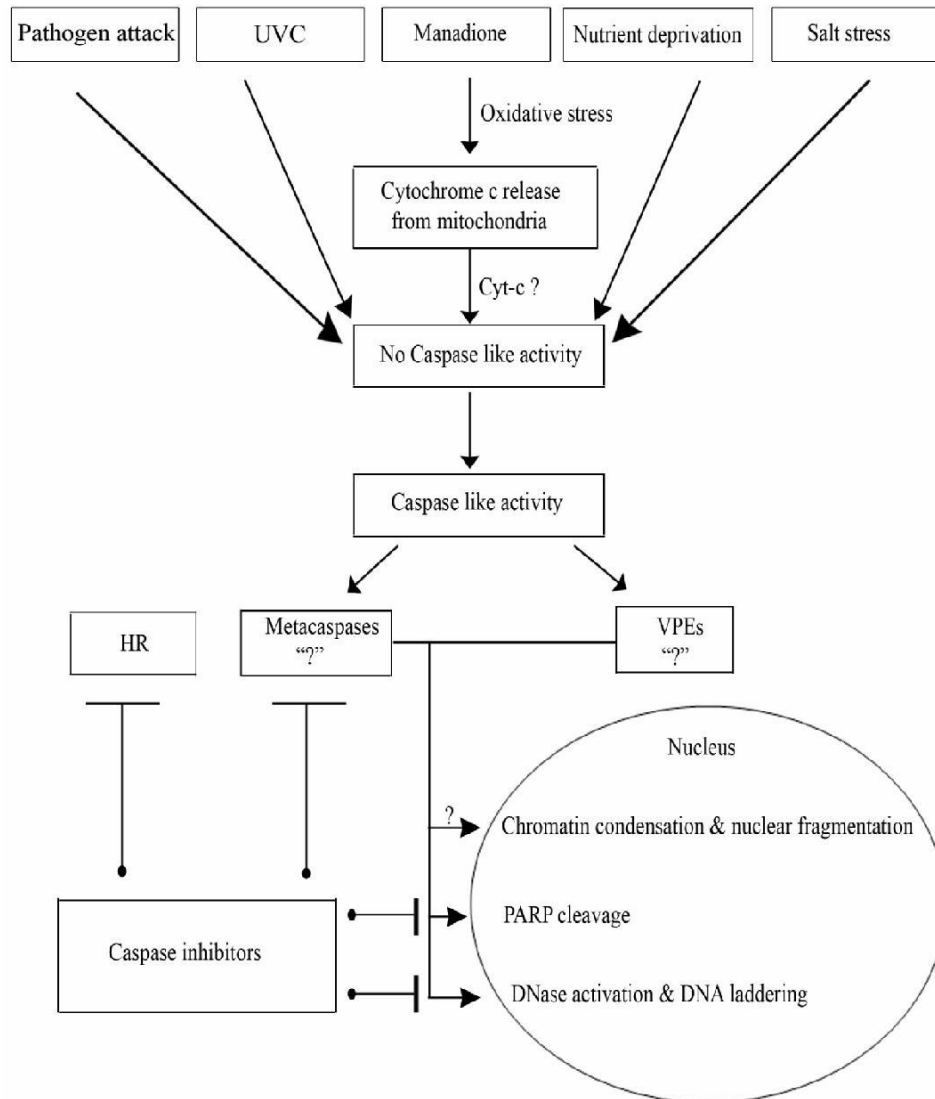 Pathogen attack
UVC
Manadione
Nutrient deprivation
Salt stress
Oxidative stress
Cytochrome c release
from mitochondria
Cyt-c ?
No Caspase like activity
Caspase like activity
HR
Metacaspases
“?”
VPEs
“?”
Nucleus
?
Chromatin condensation & nuclear fragmentation
PARP cleavage
Caspase inhibitors
DNase activation & DNA laddering